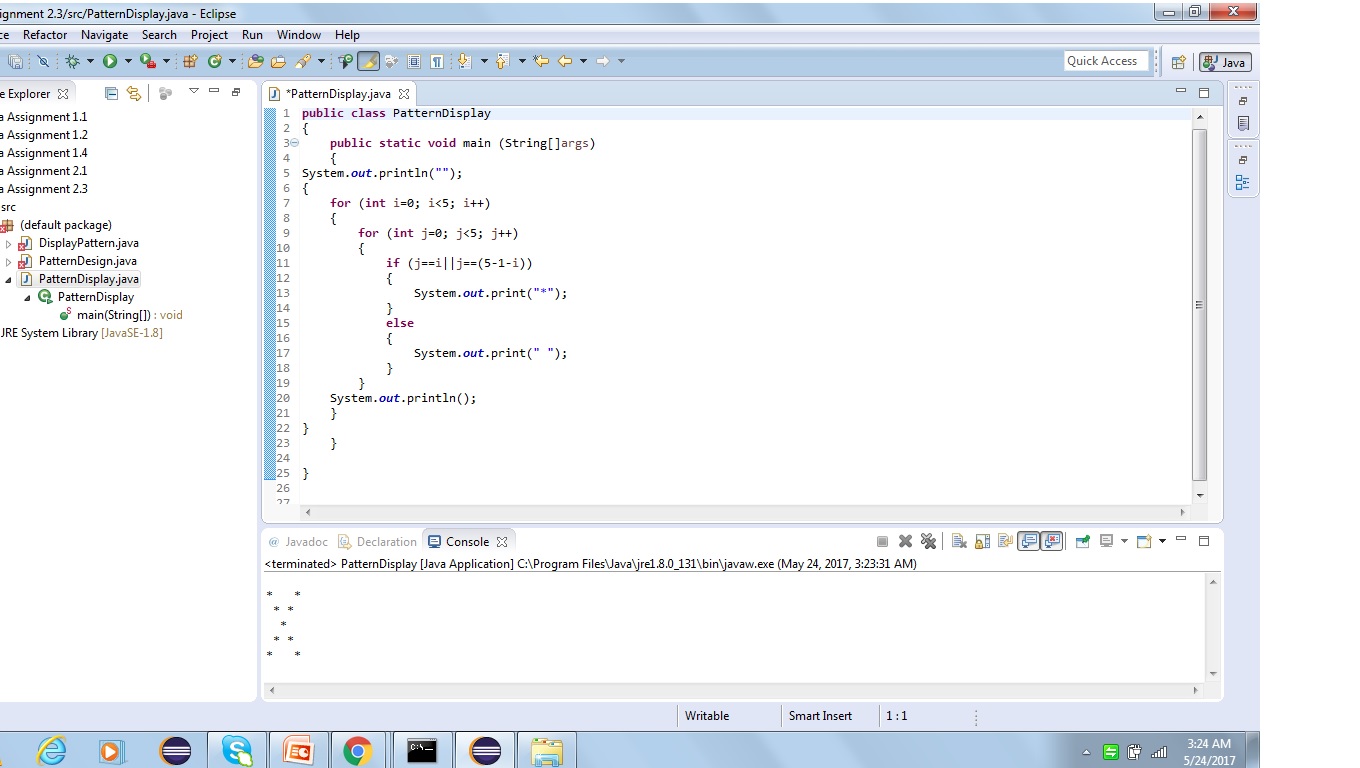 ignment 2.3/src/PatternDisplay.java - Eclipse
ce Refactor Navigate Search Project Run Window Help
Quick Access
Java
e Explorer
a Assignment 1.1
a Assignment 1.2
a Assignment 1.4
a Assignment 2.1
a Assignment 2.3
src
(default package)
DisplayPattern.java
PatternDesign.java
PatternDisplay.java
PatternDisplay
main(String[]) : void
JRE System Library [JavaSE-1.8]
*PatternDisplay.java
1 public class PatternDisplay
2 {
3     public static void main (String[]args)
4     {
5 System.out.println("");
6 {
7     for (int i=0; i<5; i++)
8     {
9         for (int j=0; j<5; j++)
10         {
11             if (j==i||j==(5-1-i))
12             {
13                 System.out.print("*");
14             }
15             else
16             {
17                 System.out.print(" ");
18             }
19         }
20     System.out.println();
21     }
22 }
23     }
24
25 }
26
27
@ Javadoc Declaration Console
<terminated> PatternDisplay [Java Application] C:\Program Files\Java\jre1.8.0_131\bin\javaw.exe (May 24, 2017, 3:23:31 AM)
*   *
 * *
  *
 * *
*   *
Writable Smart Insert 1 : 1
C:\
3:24 AM
5/24/2017